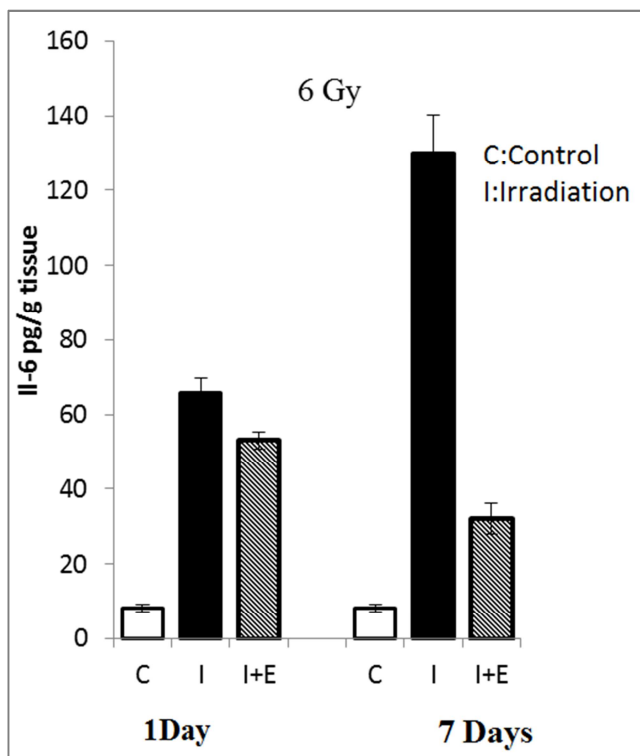 160
140
120
100
80
60
40
20
0
Il-6 pg/g tissue
6 Gy
C:Control
I:Irradiation
C I I+E C I I+E
1Day 7 Days